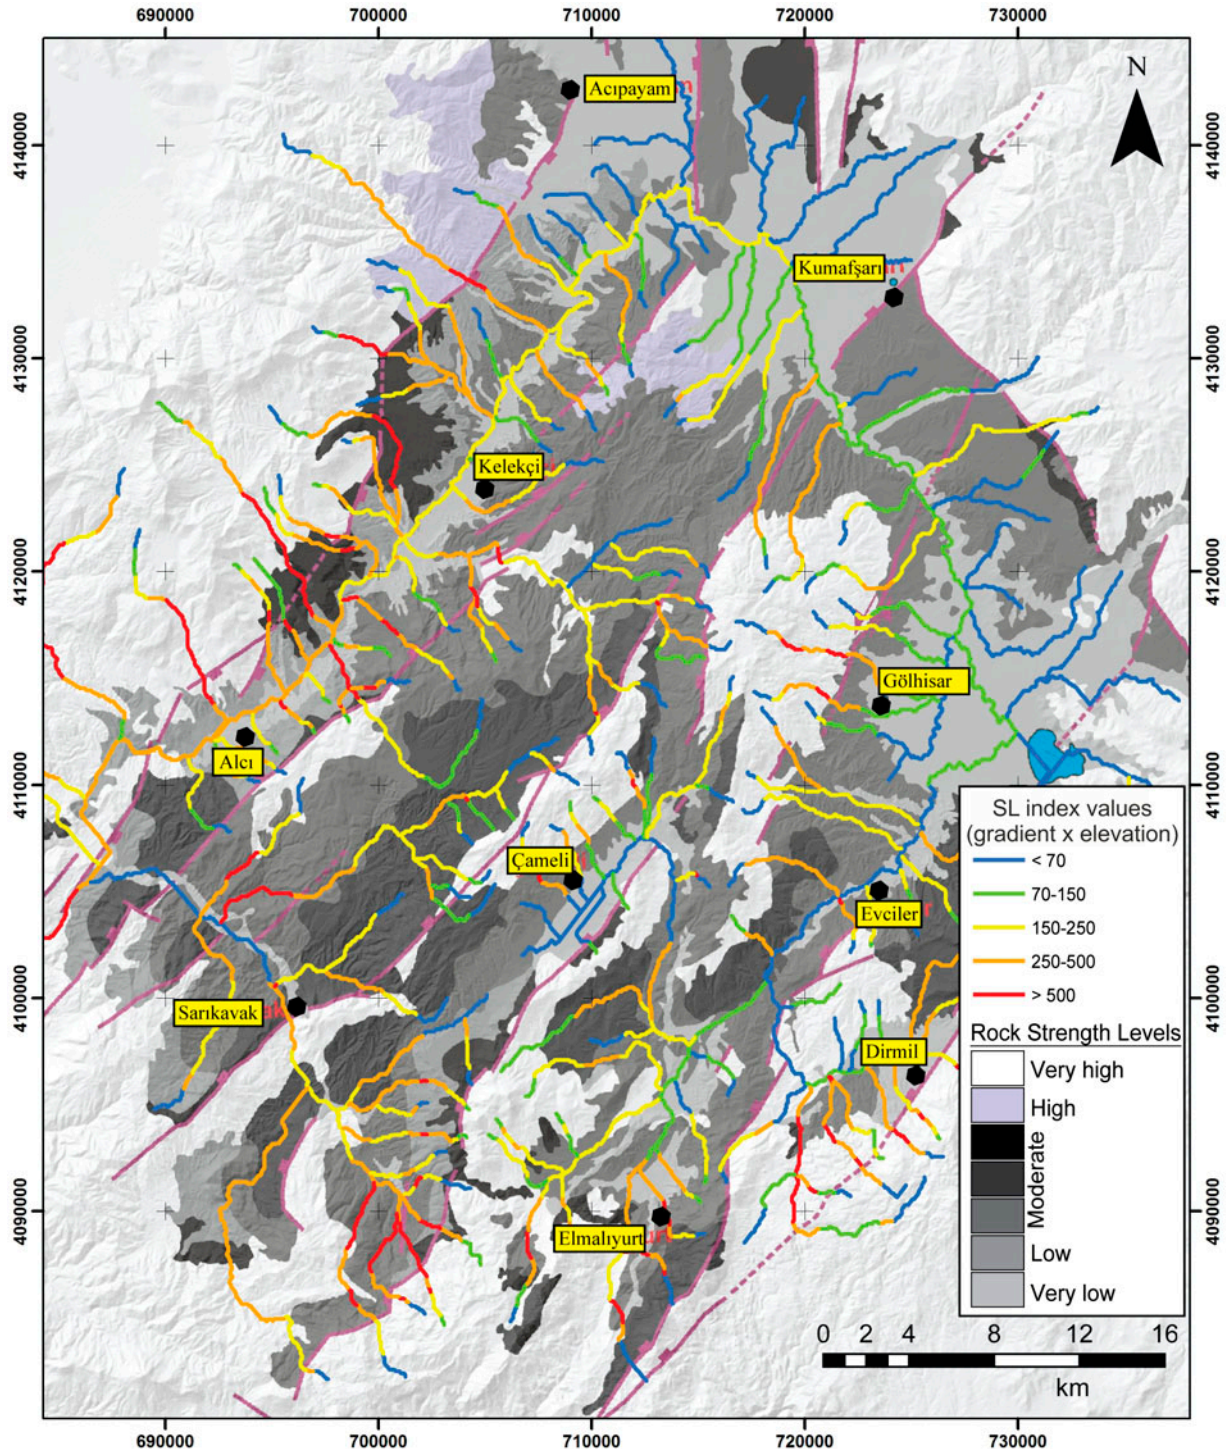 690000 700000 710000 720000 730000
N
Acıpayam
4140000 4140000
Kumafşarı
4130000 4130000
Kelekçi
4120000 4120000
Gölhisar
Alcı
4110000 4110000
SL index values
(gradient x elevation)
< 70
70-150
150-250
250-500
> 500
Çameli
Evciler
Sarıkavak
4100000 4100000
Rock Strength Levels
Very high
High
Moderate
Low
Very low
Dirmil
4090000 4090000
Elmalıyurt
0 2 4 8 12 16
km
690000 700000 710000 720000 730000